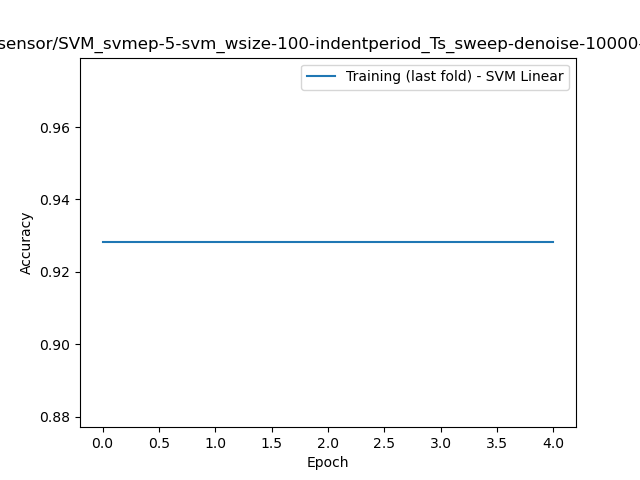 sensor/SVM_svmep-5-svm_wsize-100-indentperiod_Ts_sweep-denoise-10000-
Training (last fold) - SVM Linear
0.96
0.94
0.92
0.90
0.88
Accuracy
0.0 0.5 1.0 1.5 2.0 2.5 3.0 3.5 4.0
Epoch